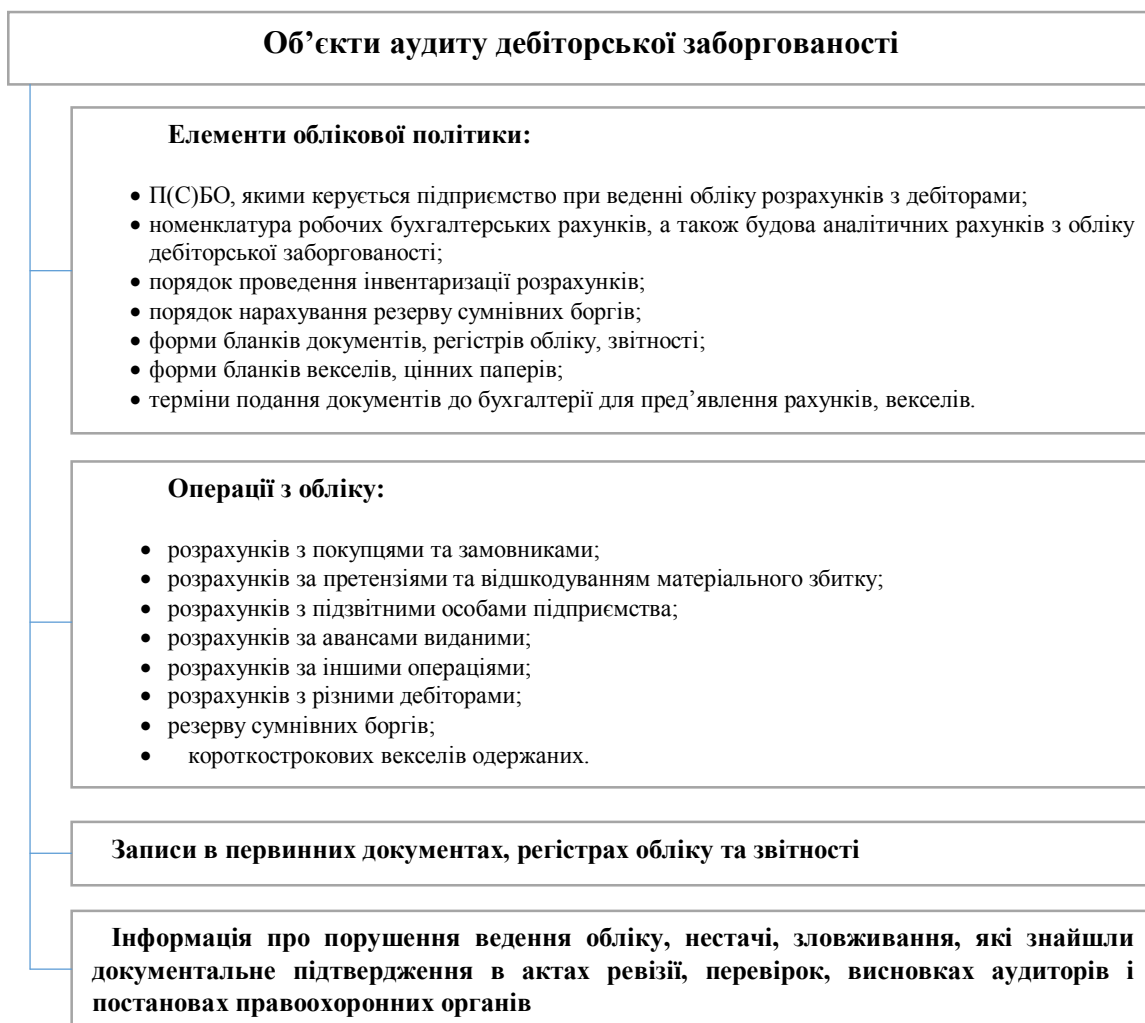 Об’єкти аудиту дебіторської заборгованості
Елементи облікової політики:
• П(С)БО, якими керується підприємство при веденні обліку розрахунків з дебіторами;
• номенклатура робочих бухгалтерських рахунків, а також будова аналітичних рахунків з обліку
дебіторської заборгованості;
• порядок проведення інвентаризації розрахунків;
• порядок нарахування резерву сумнівних боргів;
• форми бланків документів, регістрів обліку, звітності;
• форми бланків векселів, цінних паперів;
• терміни подання документів до бухгалтерії для пред’явлення рахунків, векселів.
Операції з обліку:
• розрахунків з покупцями та замовниками;
• розрахунків за претензіями та відшкодуванням матеріального збитку;
• розрахунків з підзвітними особами підприємства;
• розрахунків за авансами виданими;
• розрахунків за іншими операціями;
• розрахунків з різними дебіторами;
• резерву сумнівних боргів;
• короткострокових векселів одержаних.
Записи в первинних документах, регістрах обліку та звітності
Інформація про порушення ведення обліку, нестачі, зловживання, які знайшли
документальне підтвердження в актах ревізії, перевірок, висновках аудиторів і
постановах правоохоронних органів